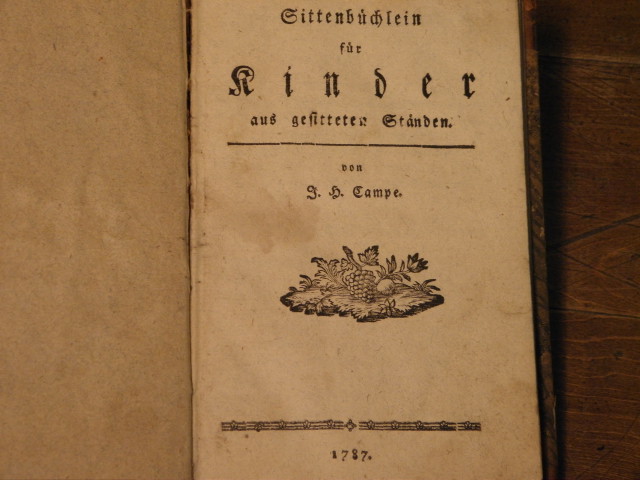 Sittenbüchlein
für
Kinder
aus gesitteten Ständen.
von
J. H. Campe.
1787.